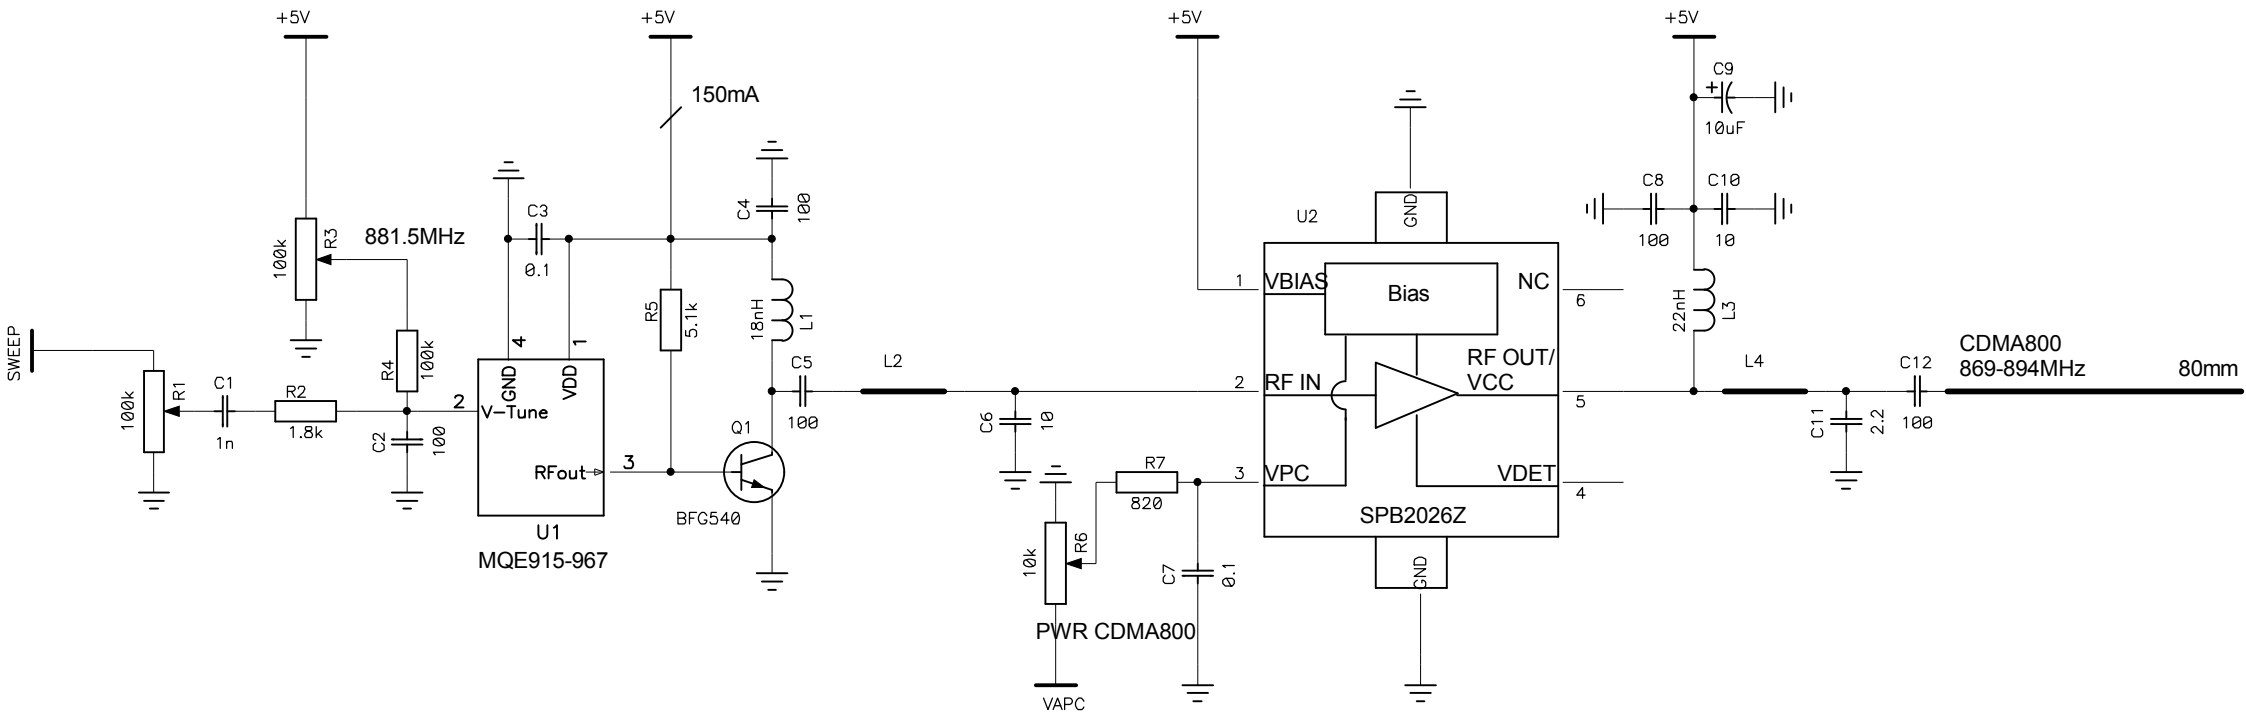 +5V
+5V
+5V
+5V
150mA
C9
+
10uF
C4
100
C3
0.1
C8
100
C10
10
U2
GND
R3
100k
881.5MHz
R5
5.1k
18nH
L1
1
VBIAS
Bias
NC
6
22nH
L3
SWEEP
R4
100k
4
1
GND
VDD
C5
100
L2
RF OUT/
VCC
5
2
RF IN
L4
C12
100
CDMA800
869-894MHz
80mm
100k
R1
C1
1n
R2
1.8k
2
V-Tune
C2
100
C6
10
C11
2.2
Q1
BFG540
RFout
3
R7
820
3
VPC
VDET
4
SPB2026Z
U1
MQE915-967
10k
R6
C7
0.1
GND
PWR CDMA800
VAPC